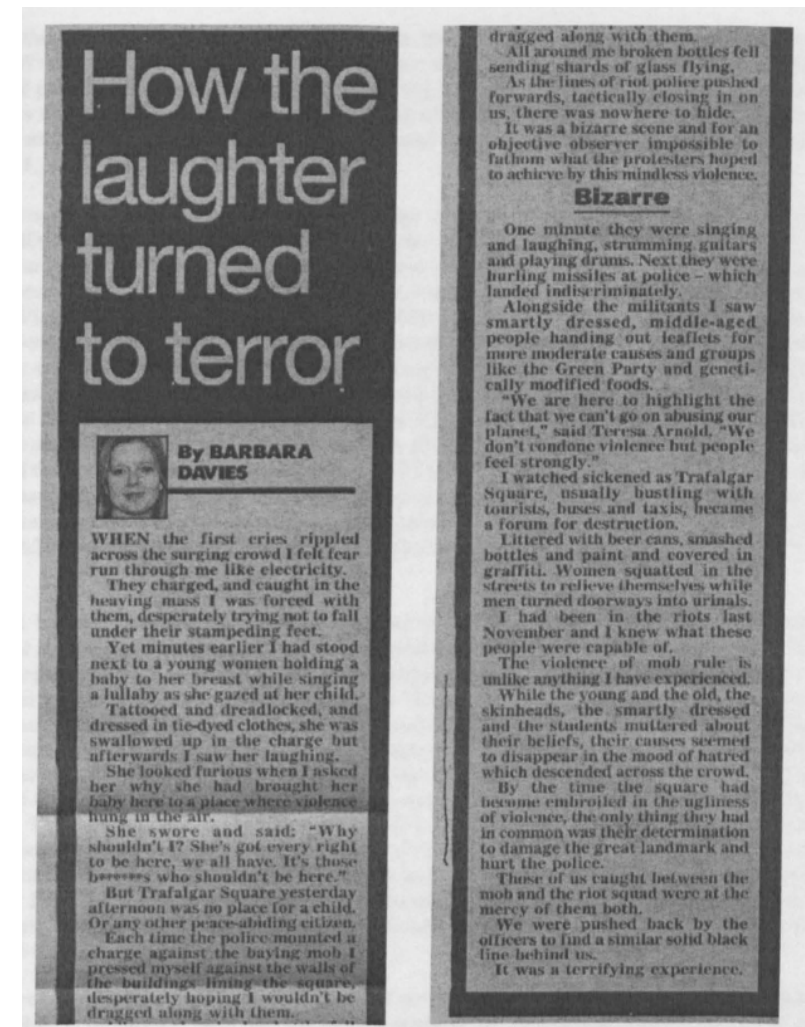 How the
laughter
turned
to terror
By BARBARA
DAVIES
WHEN the first cries rippled
across the surging crowd I felt fear
run through me like electricity.
They charged, and caught in the
heaving mass I was forced with
them, desperately trying not to fall
under their stampeding feet.
Yet minutes earlier I had stood
next to a young women holding a
baby to her breast while singing
a lullaby as she gazed at her child.
Tattooed and dreadlocked, and
dressed in tie-dyed clothes, she was
swallowed up in the charge but
afterwards I saw her laughing.
She looked furious when I asked
her why she had brought her
baby here to a place where violence
hung in the air.
She swore and said: "Why
shouldn't I? She's got every right
to be here, we all have. It's those
b******s who shouldn't be here."
But Trafalgar Square yesterday
afternoon was no place for a child.
Or any other peace-abiding citizen.
Each time the police mounted a
charge against the baying mob I
pressed myself against the walls of
the buildings lining the square,
desperately hoping I wouldn't be
dragged along with them.
dragged along with them.
All around me broken bottles fell
sending shards of glass flying.
As the lines of riot police pushed
forwards, tactically closing in on
us, there was nowhere to hide.
It was a bizarre scene and for an
objective observer impossible to
fathom what the protesters hoped
to achieve by this mindless violence.
Bizarre
One minute they were singing
and laughing, strumming guitars
and playing drums. Next they were
hurling missiles at police – which
landed indiscriminately.
Alongside the militants I saw
smartly dressed, middle-aged
people handing out leaflets for
more moderate causes and groups
like the Green Party and geneti-
cally modified foods.
"We are here to highlight the
fact that we can't go on abusing our
planet," said Teresa Arnold. "We
don't condone violence but people
feel strongly."
I watched sickened as Trafalgar
Square, usually bustling with
tourists, buses and taxis, became
a forum for destruction.
Littered with beer cans, smashed
bottles and paint and covered in
graffiti. Women squatted in the
streets to relieve themselves while
men turned doorways into urinals.
I had been in the riots last
November and I knew what these
people were capable of.
The violence of mob rule is
unlike anything I have experienced.
While the young and the old, the
skinheads, the smartly dressed
and the students muttered about
their beliefs, their causes seemed
to disappear in the mood of hatred
which descended across the crowd.
By the time the square had
become embroiled in the ugliness
of violence, the only thing they had
in common was their determination
to damage the great landmark and
hurt the police.
Those of us caught between the
mob and the riot squad were at the
mercy of them both.
We were pushed back by the
officers to find a similar solid black
line behind us.
It was a terrifying experience.